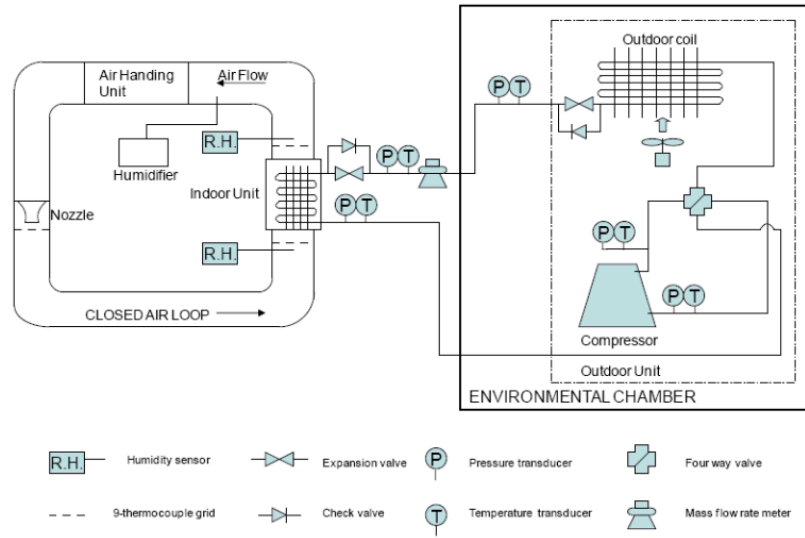 Outdoor coil
Air Handing
Unit
Air Flow
P T
R.H.
Humidifier
P T
Indoor Unit
Nozzle
P T
P T
R.H.
P T
CLOSED AIR LOOP
Compressor
Outdoor Unit
ENVIRONMENTAL CHAMBER
R.H. Humidity sensor
Expansion valve
P Pressure transducer
Four way valve
9-thermocouple grid
Check valve
T Temperature transducer
Mass flow rate meter